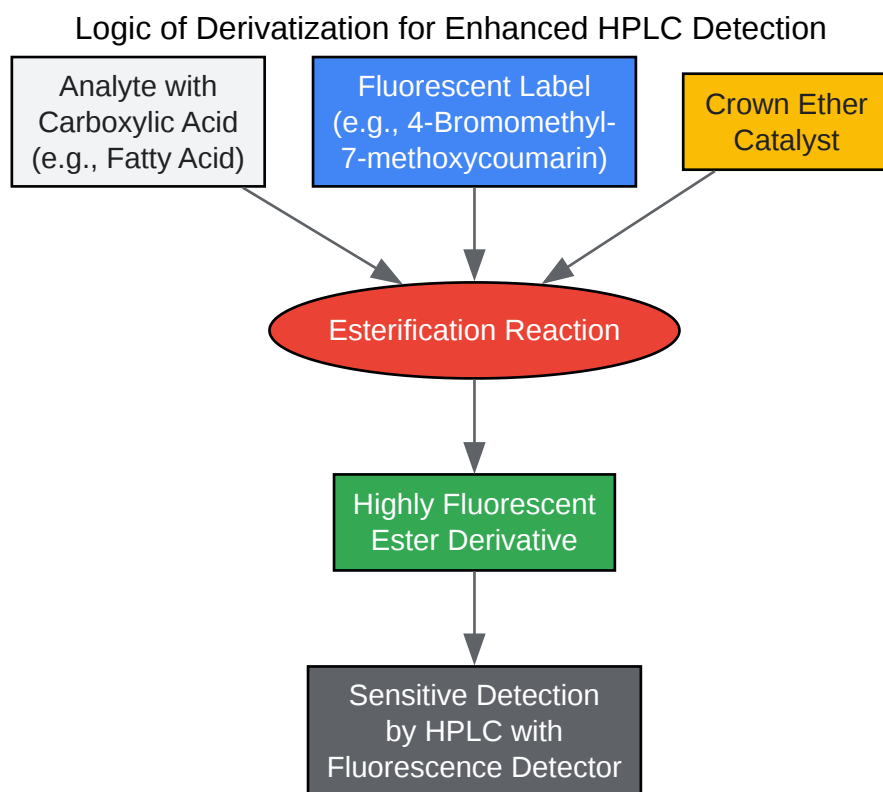 Logic of Derivatization for Enhanced HPLC Detection
Analyte with
Carboxylic Acid
(e.g., Fatty Acid)
Fluorescent Label
(e.g., 4-Bromomethyl-
7-methoxycoumarin)
Crown Ether
Catalyst
Esterification Reaction
Highly Fluorescent
Ester Derivative
Sensitive Detection
by HPLC with
Fluorescence Detector